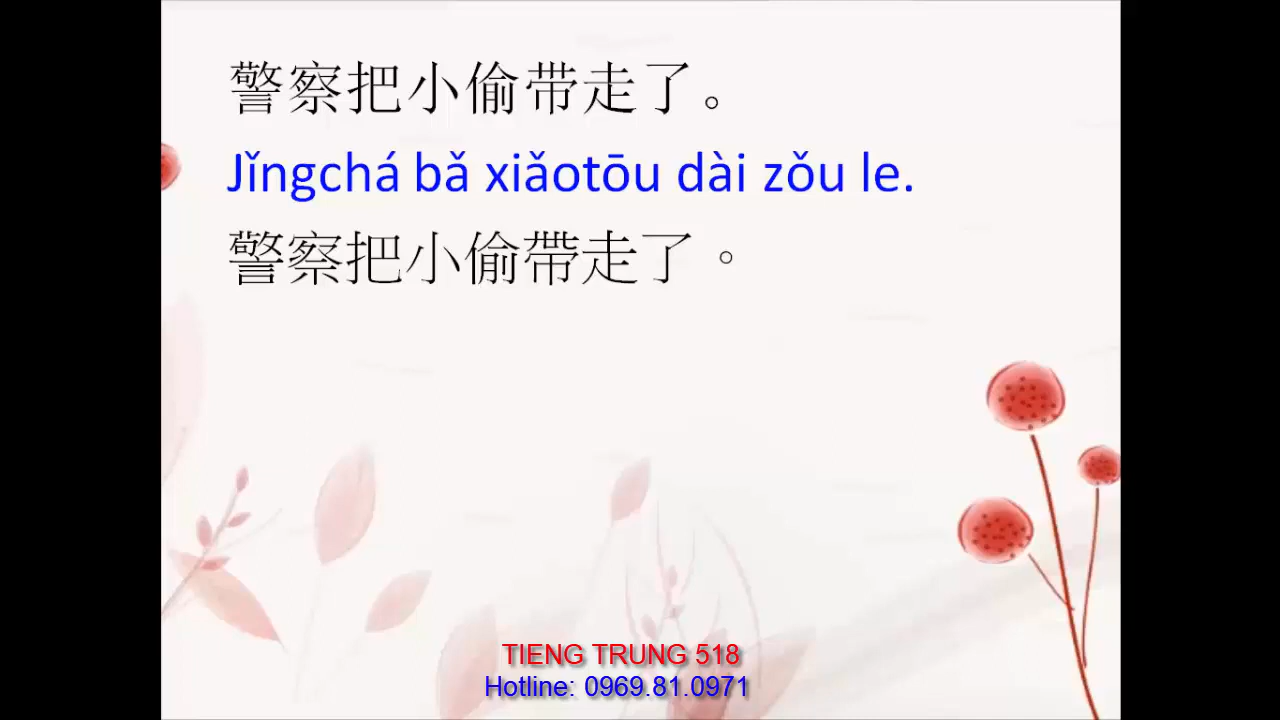 警察把小偷带走了。
Jǐngchá bǎ xiǎotōu dài zǒu le.
警察把小偷帶走了。
TIENG TRUNG 518
Hotline: 0969.81.0971